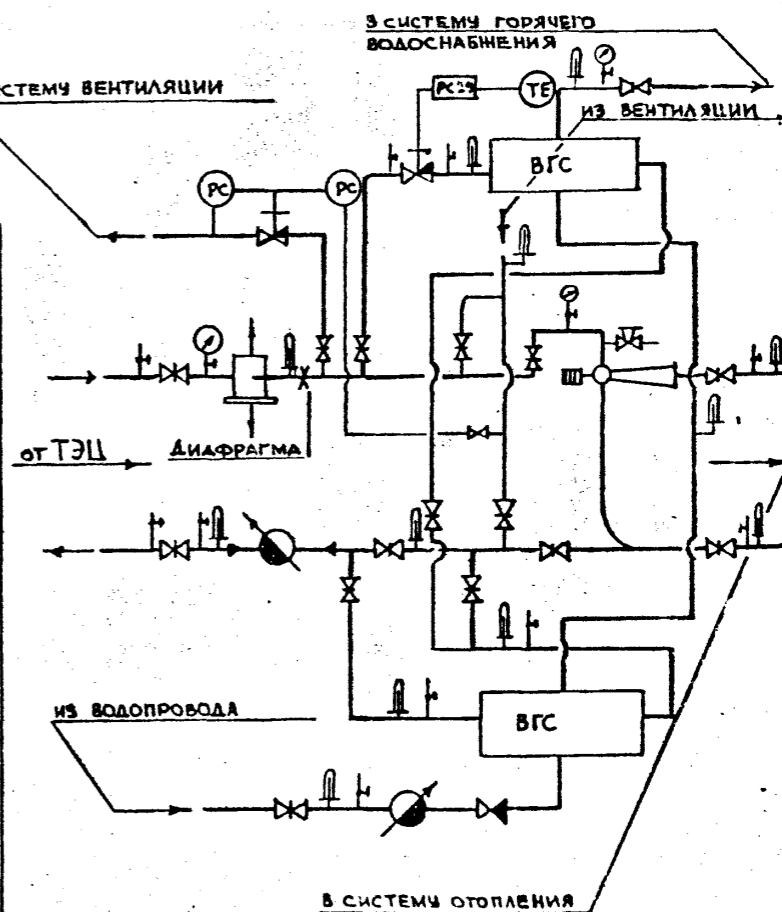 В СИСТЕМУ ГОРЯЧЕГО
ВОДОСНАБЖЕНИЯ
СТЕМУ ВЕНТИЛЯЦИИ
ТЕ
ИЗ ВЕНТИЛЯЦИИ
ВГС
РС
РС
от ТЭЦ
ДИАФРАГМА
ИЗ ВОДОПРОВОДА
ВГС
В СИСТЕМУ ОТОПЛЕНИЯ